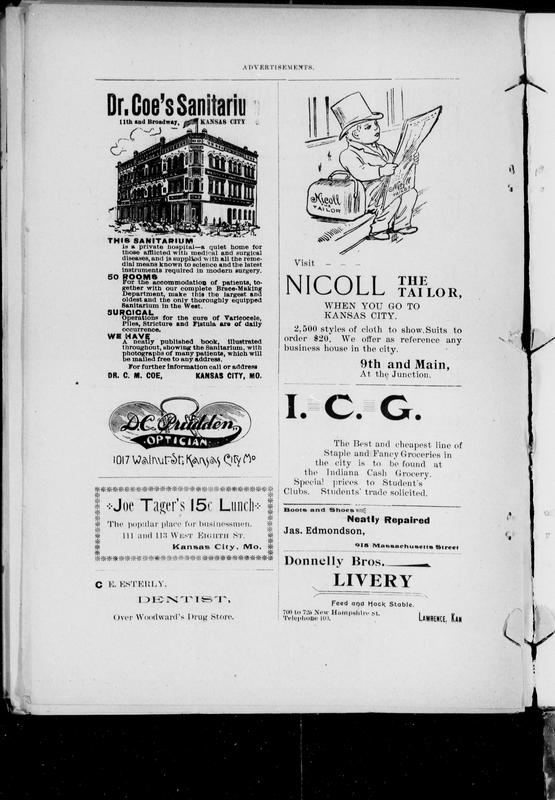 ADVERTISEMENTS.
Dr. Coe's Sanitariu
11th and Broadway, KANSAS CITY
THIS SANITARIUM
Is a private hospital—a quiet home for
those afflicted with medical and surgical
diseases, and is supplied with all the reme-
dial means known to science and the latest
instruments required in modern surgery.
50 ROOMS
For the accommodation of patients, to-
gether with our complete Brace-Making
Department, make this the largest and
oldest and the only thoroughly equipped
Sanitarium in the West.
SURGICAL
Operations for the cure of Varicocele,
Piles, Stricture and Fistula are of daily
occurrence.
WE HAVE
A neatly published book, illustrated
throughout, showing the Sanitarium, with
photographs of many patients, which will
be mailed free to any address.
For further information call or address
DR. C. M. COE, KANSAS CITY, MO.
D.C. Prudden,
OPTICIAN
1017 Walnut St; Kansas City Mo
Joe Tager's 15c Lunch
The popular place for businessmen.
111 and 113 WEST EIGHTH ST.
Kansas City, Mo.
C E. ESTERLY,
DENTIST,
Over Woodward's Drug Store.
Nicoll
TAILOR
Visit – – –
NICOLL THE TAILOR,
WHEN YOU GO TO
KANSAS CITY.
2,500 styles of cloth to show. Suits to
order $20. We offer as reference any
business house in the city.
9th and Main,
At the Junction.
I. C. G.
The Best and cheapest line of
Staple and Fancy Groceries in
the city is to be found at
the Indiana Cash Grocery.
Special prices to Student's
Clubs. Students' trade solicited.
Boots and Shoes
Neatly Repaired
Jas. Edmondson,
915 Massachusetts Street
Donnelly Bros.
LIVERY
Feed and Hock Stable.
700 to 725 New Hampshire St.
Telephone 100.
LAWRENCE, KAN